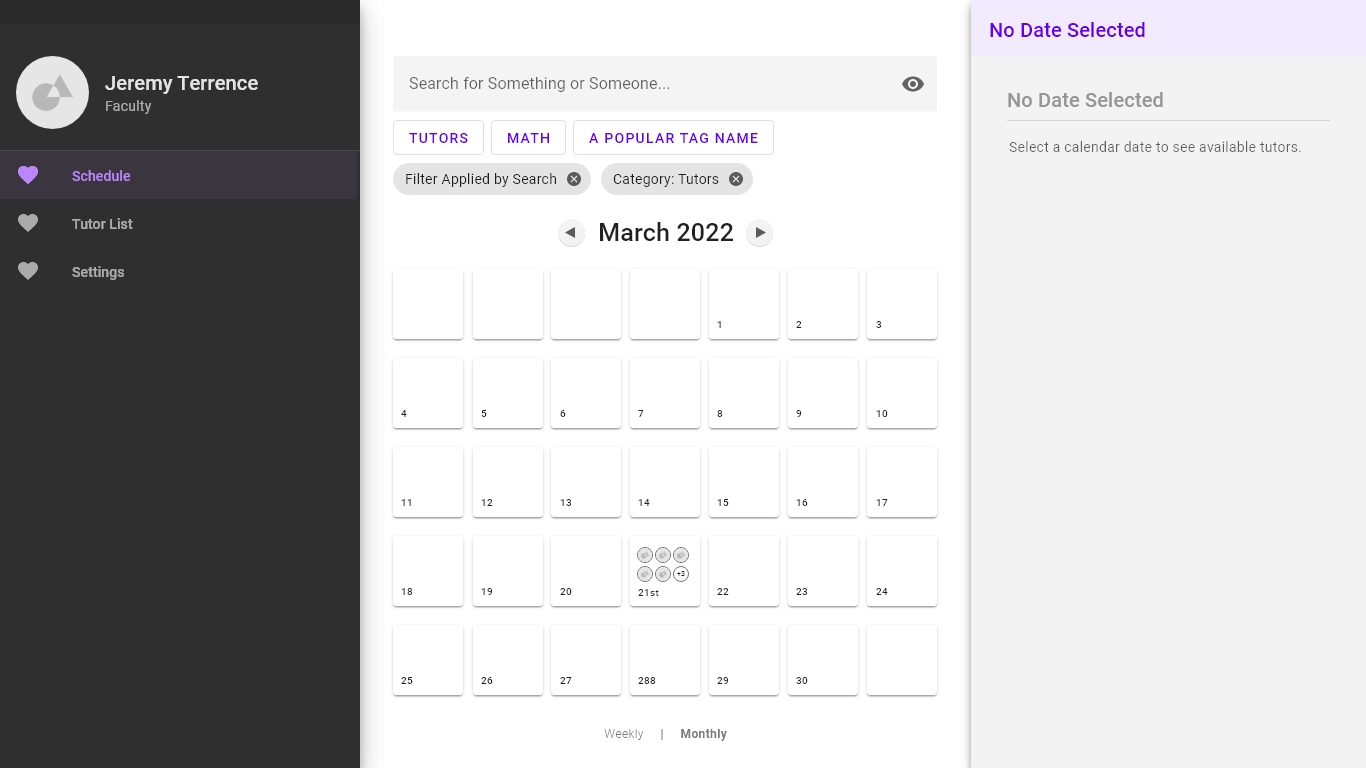 Jeremy Terrence
Faculty
Schedule
Tutor List
Settings
Search for Something or Someone...
TUTORS MATH A POPULAR TAG NAME
Filter Applied by Search Category: Tutors
March 2022
1 2 3
4 5 6 7 8 9 10
11 12 13 14 15 16 17
+3
18 19 20 21st 22 23 24
25 26 27 288 29 30
Weekly | Monthly
No Date Selected
No Date Selected
Select a calendar date to see available tutors.